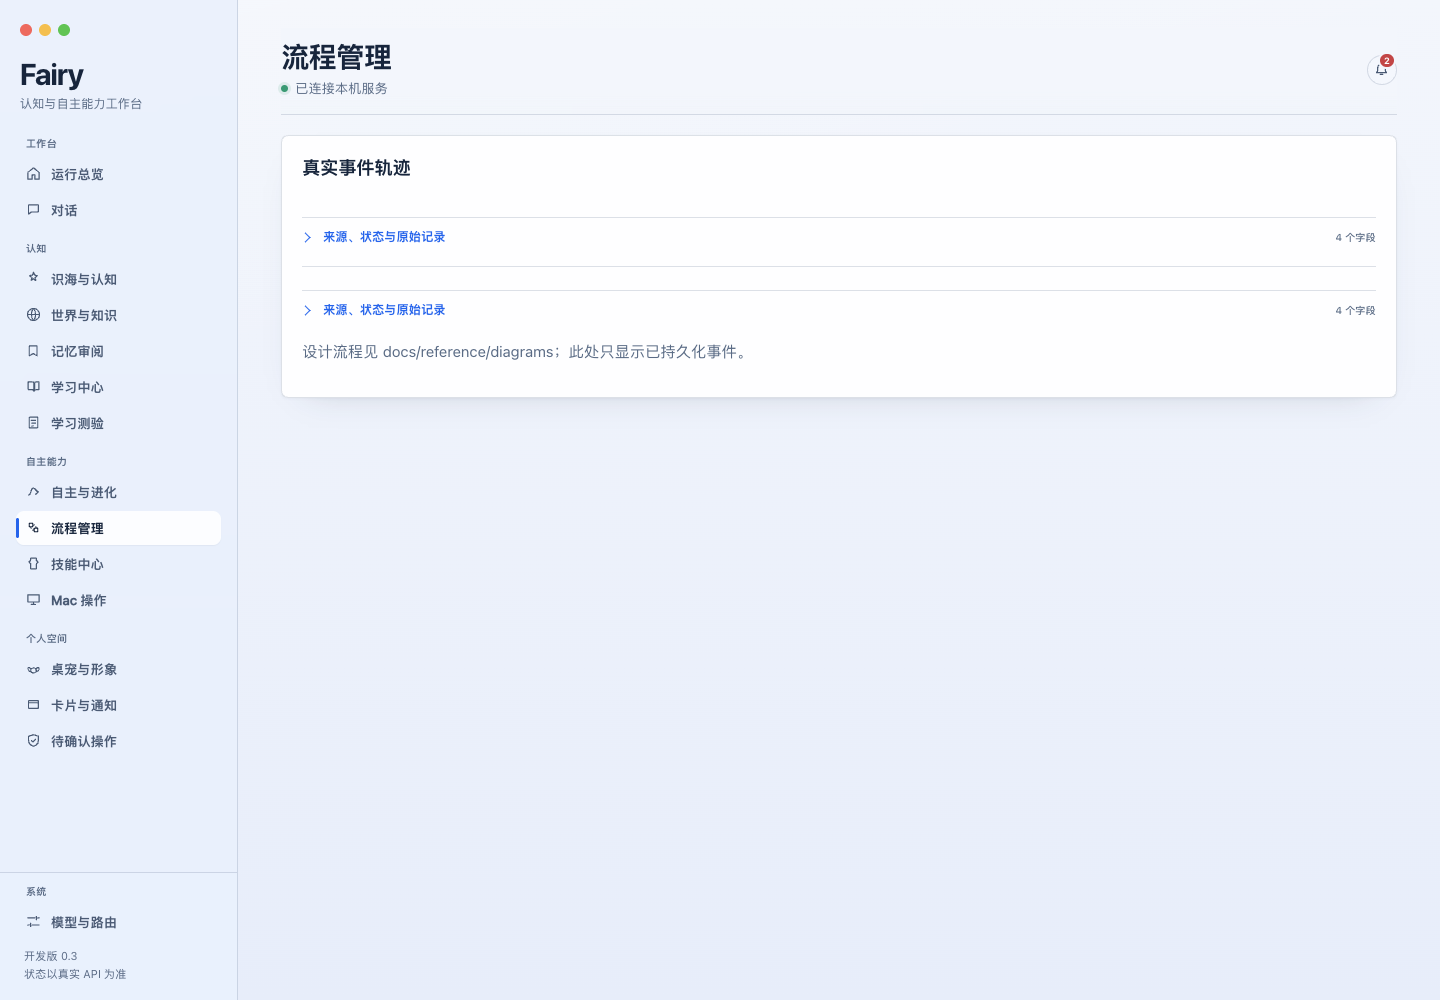 Fairy
认知与自主能力工作台
工作台
运行总览
对话
认知
识海与认知
世界与知识
记忆审阅
学习中心
学习测验
自主能力
自主与进化
流程管理
技能中心
Mac 操作
个人空间
桌宠与形象
卡片与通知
待确认操作
系统
模型与路由
开发版 0.3
状态以真实 API 为准
流程管理
已连接本机服务
2
真实事件轨迹
来源、状态与原始记录 4 个字段
来源、状态与原始记录 4 个字段
设计流程见 docs/reference/diagrams；此处只显示已持久化事件。